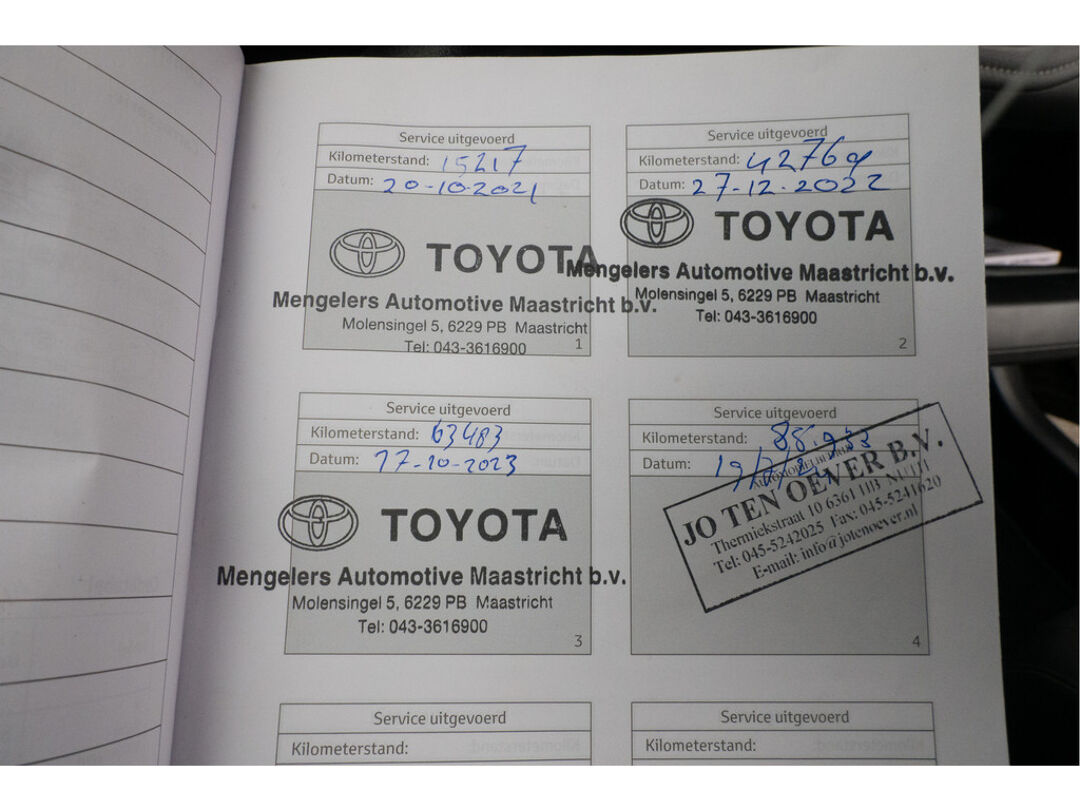 Service uitgevoerd
Kilometerstand: 15217
Datum: 20-10-2021
TOYOTA
Mengelers Automotive Maastricht b.v.
Molensingel 5, 6229 PB Maastricht
Tel: 043-3616900
1
Service uitgevoerd
Kilometerstand: 42769
Datum: 27-12-2022
TOYOTA
Mengelers Automotive Maastricht b.v.
Molensingel 5, 6229 PB Maastricht
Tel: 043-3616900
2
Service uitgevoerd
Kilometerstand: 63483
Datum: 17-10-2023
TOYOTA
Mengelers Automotive Maastricht b.v.
Molensingel 5, 6229 PB Maastricht
Tel: 043-3616900
3
Service uitgevoerd
Kilometerstand: 88.933
Datum:
JO TEN OEVER B.V.
Thermiekstraat 10 6361 HB NUTH
Tel: 045-5242025 Fax: 045-5241620
E-mail: info@jotenoever.nl
4
Service uitgevoerd
Kilometerstand:
Service uitgevoerd
Kilometerstand: